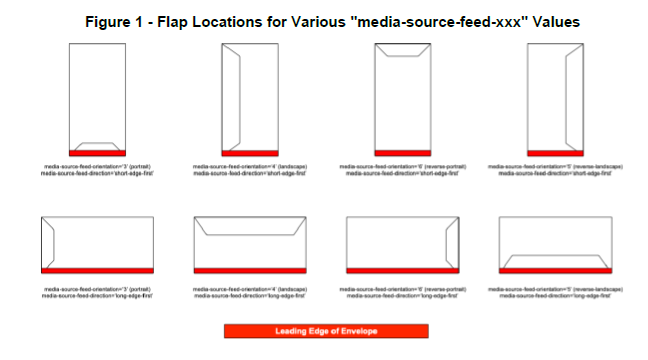 Figure 1 - Flap Locations for Various "media-source-feed-xxx" Values
media-source-feed-orientation='3' (portrait)
media-source-feed-direction='short-edge-first'
media-source-feed-orientation='4' (landscape)
media-source-feed-direction='short-edge-first'
media-source-feed-orientation='6' (reverse-portrait)
media-source-feed-direction='short-edge-first'
media-source-feed-orientation='5' (reverse-landscape)
media-source-feed-direction='short-edge-first'
media-source-feed-orientation='3' (portrait)
media-source-feed-direction='long-edge-first'
media-source-feed-orientation='4' (landscape)
media-source-feed-direction='long-edge-first'
media-source-feed-orientation='6' (reverse-portrait)
media-source-feed-direction='long-edge-first'
media-source-feed-orientation='5' (reverse-landscape)
media-source-feed-direction='long-edge-first'
Leading Edge of Envelope